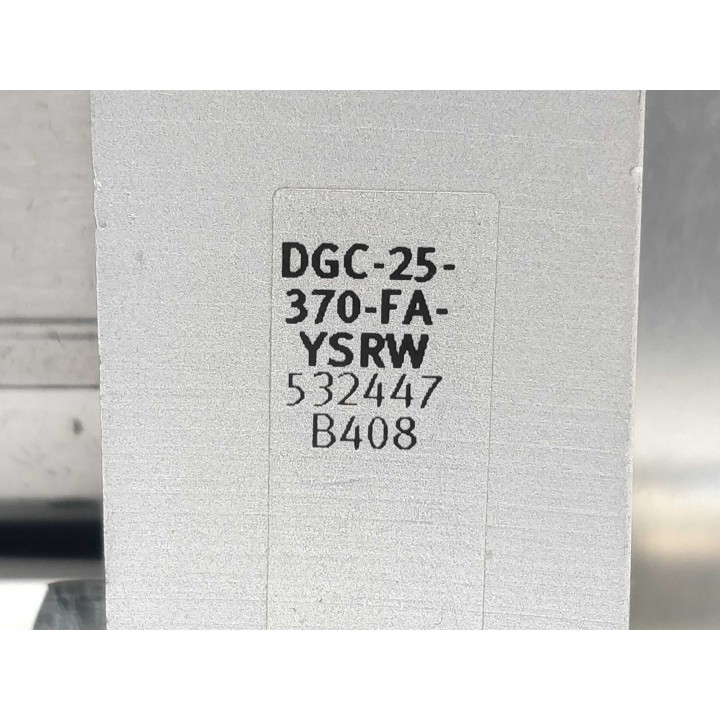 DGC-25-
370-FA-
YSRW
532447
B408